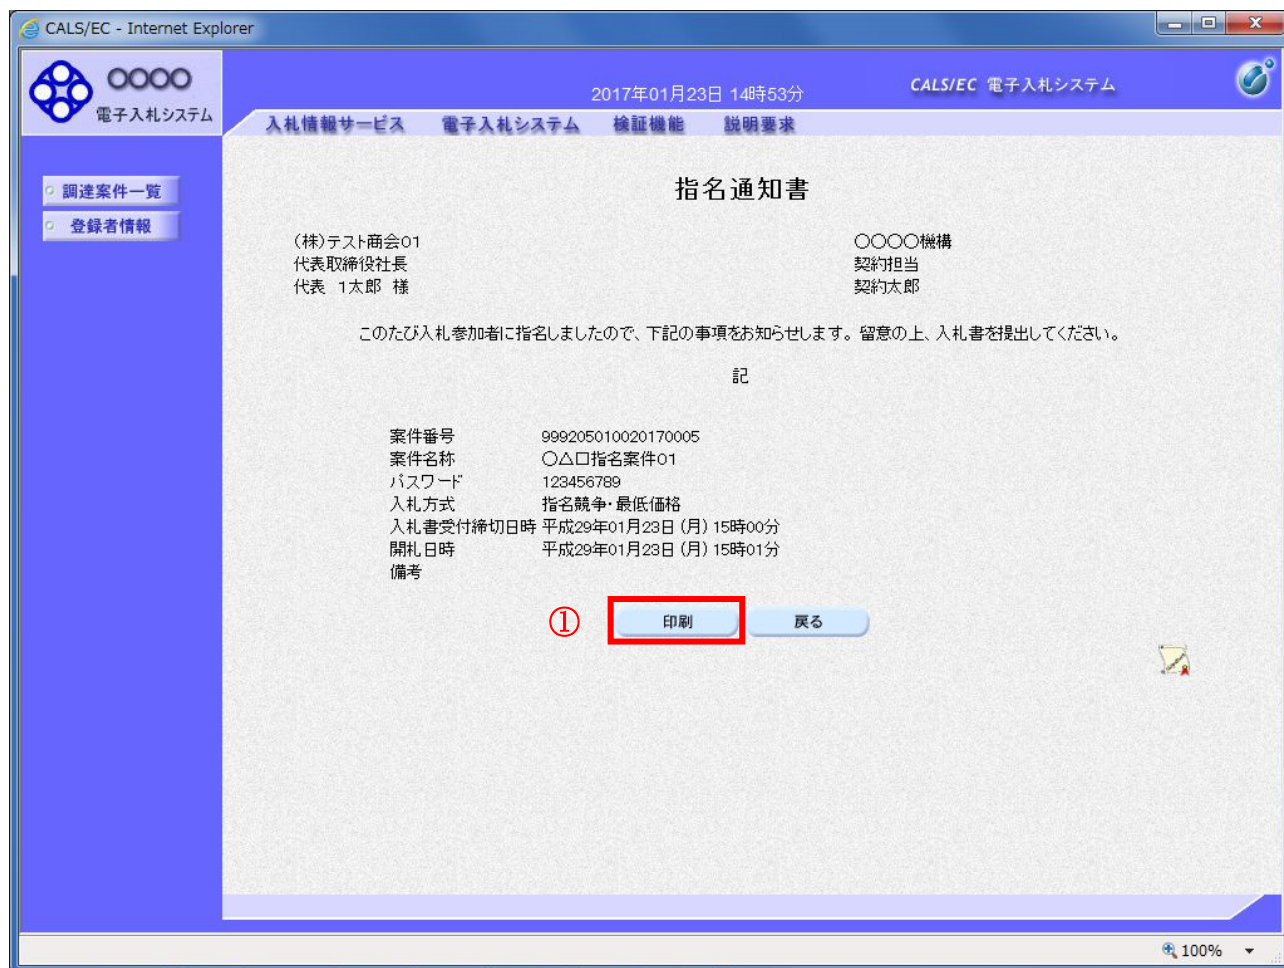 CALS/EC - Internet Explorer
〇〇〇〇
電子入札システム
2017年01月23日 14時53分
CALS/EC 電子入札システム
入札情報サービス 電子入札システム 検証機能 説明要求
調達案件一覧
登録者情報
指名通知書
(株)テスト商会01
代表取締役社長
代表 1太郎 様
〇〇〇〇機構
契約担当
契約太郎
このたび入札参加者に指名しましたので、下記の事項をお知らせします。留意の上、入札書を提出してください。
記
案件番号 999205010020170005
案件名称 〇△口指名案件01
パスワード 123456789
入札方式 指名競争・最低価格
入札書受付締切日時 平成29年01月23日 (月) 15時00分
開札日時 平成29年01月23日 (月) 15時01分
備考
① 印刷 戻る
100%